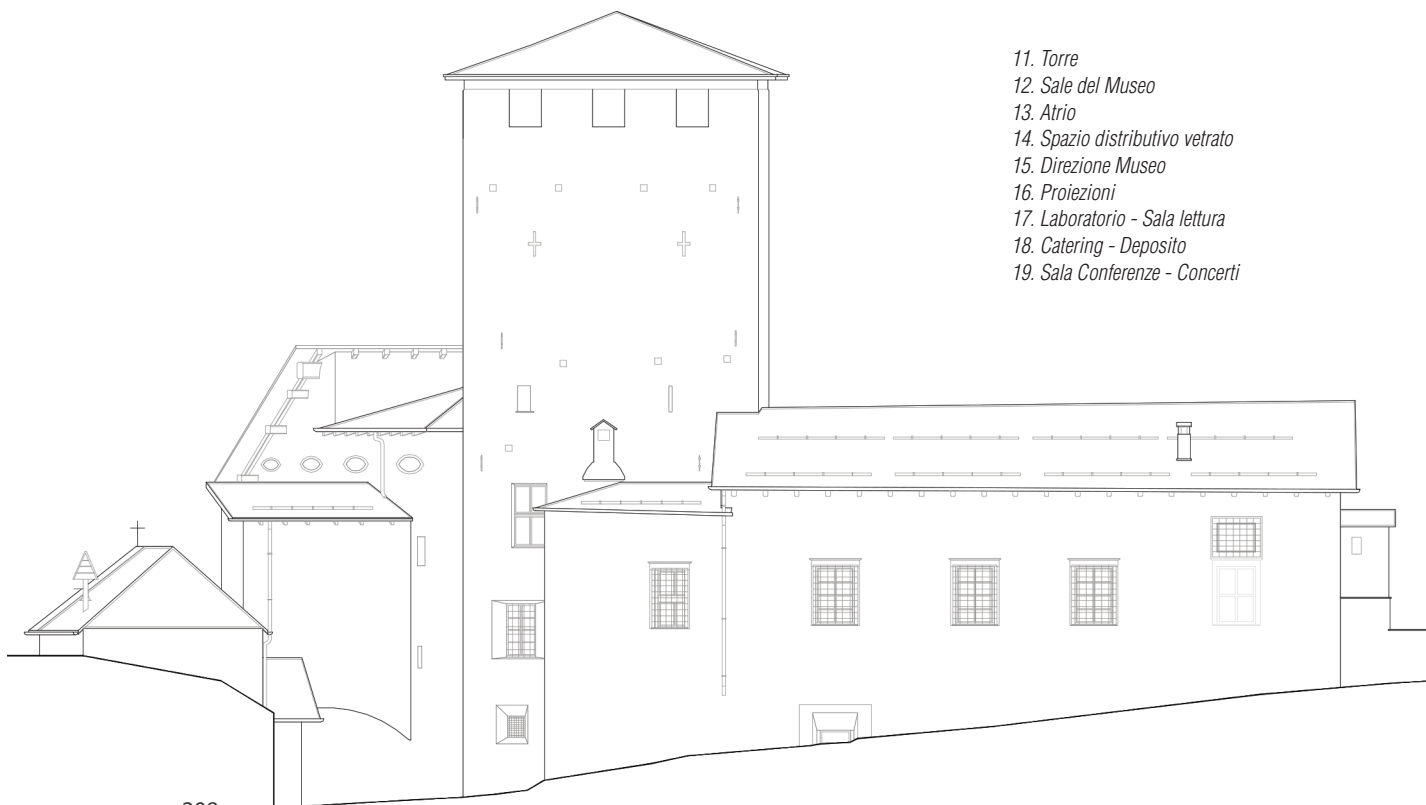 11. Torre
12. Sale del Museo
13. Atrio
14. Spazio distributivo vetrato
15. Direzione Museo
16. Proiezioni
17. Laboratorio - Sala lettura
18. Catering - Deposito
19. Sala Conferenze - Concerti